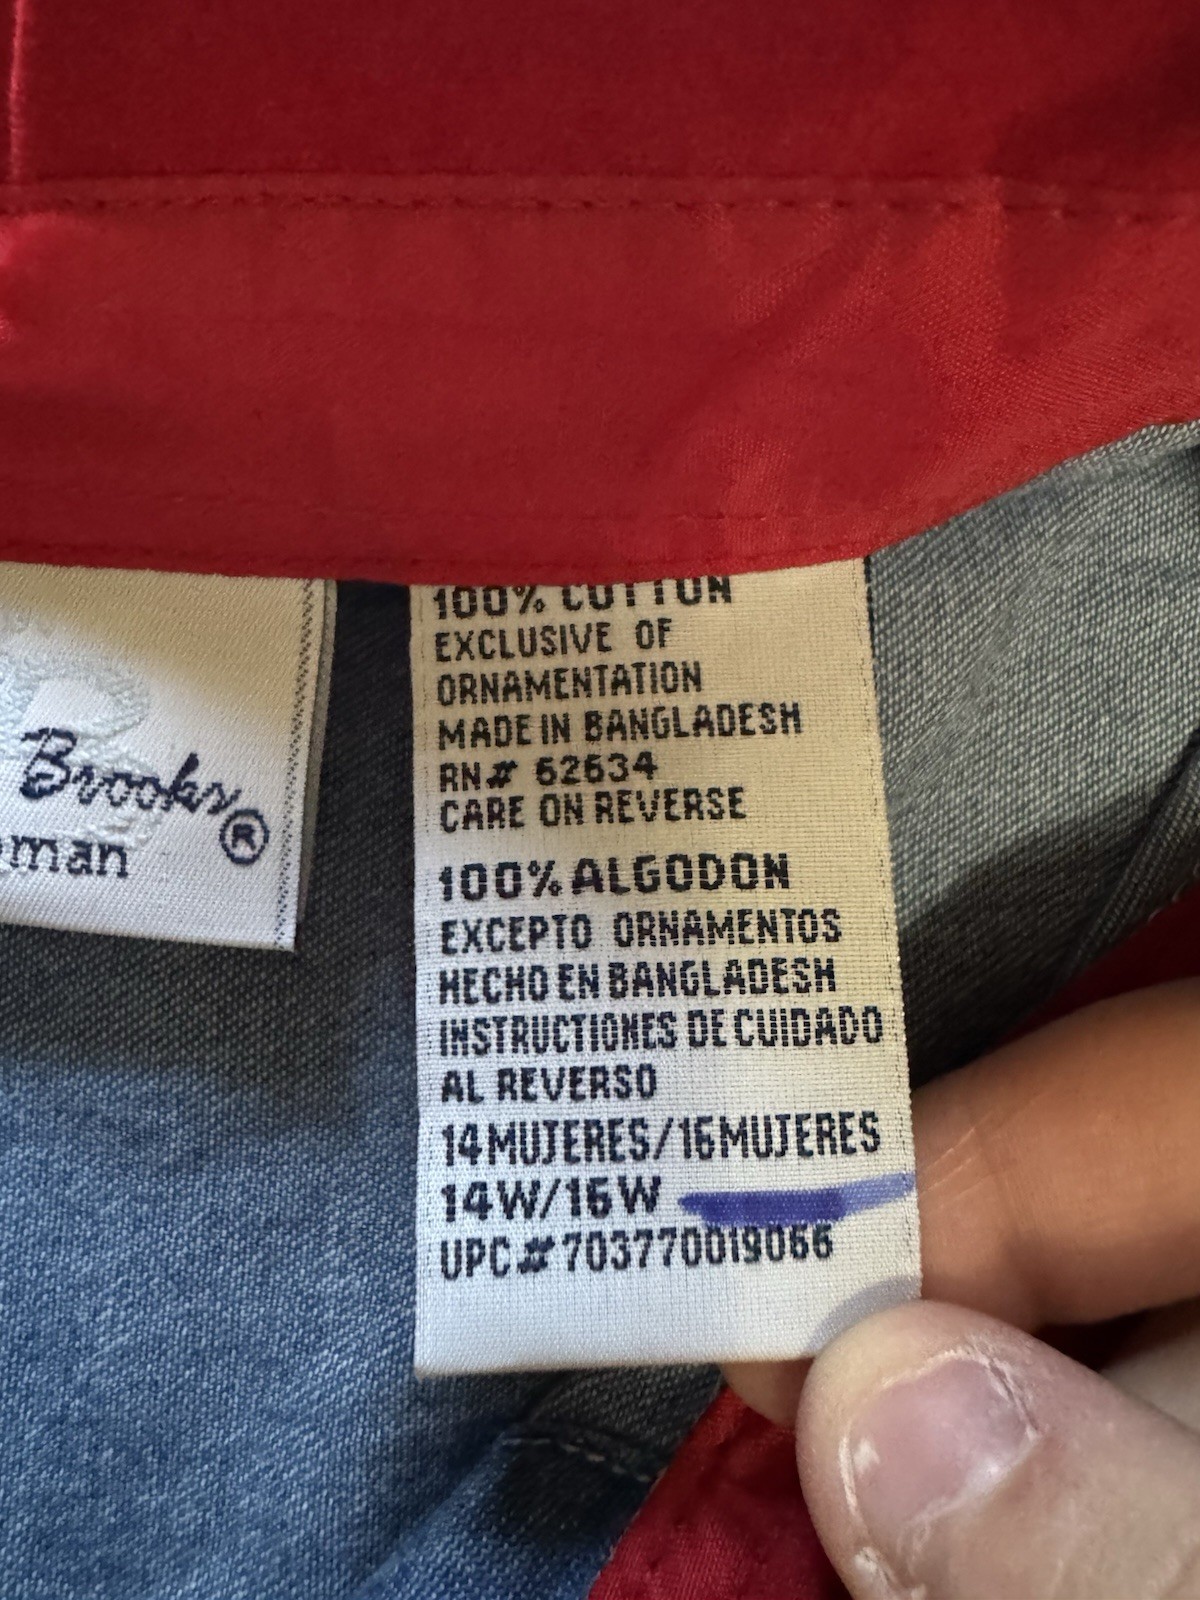 Brooks®
oman
100% COTTON
EXCLUSIVE OF
ORNAMENTATION
MADE IN BANGLADESH
RN# 62634
CARE ON REVERSE
100% ALGODON
EXCEPTO ORNAMENTOS
HECHO EN BANGLADESH
INSTRUCTIONES DE CUIDADO
AL REVERSO
14MUJERES/16MUJERES
14W/16W
UPC#703770019066